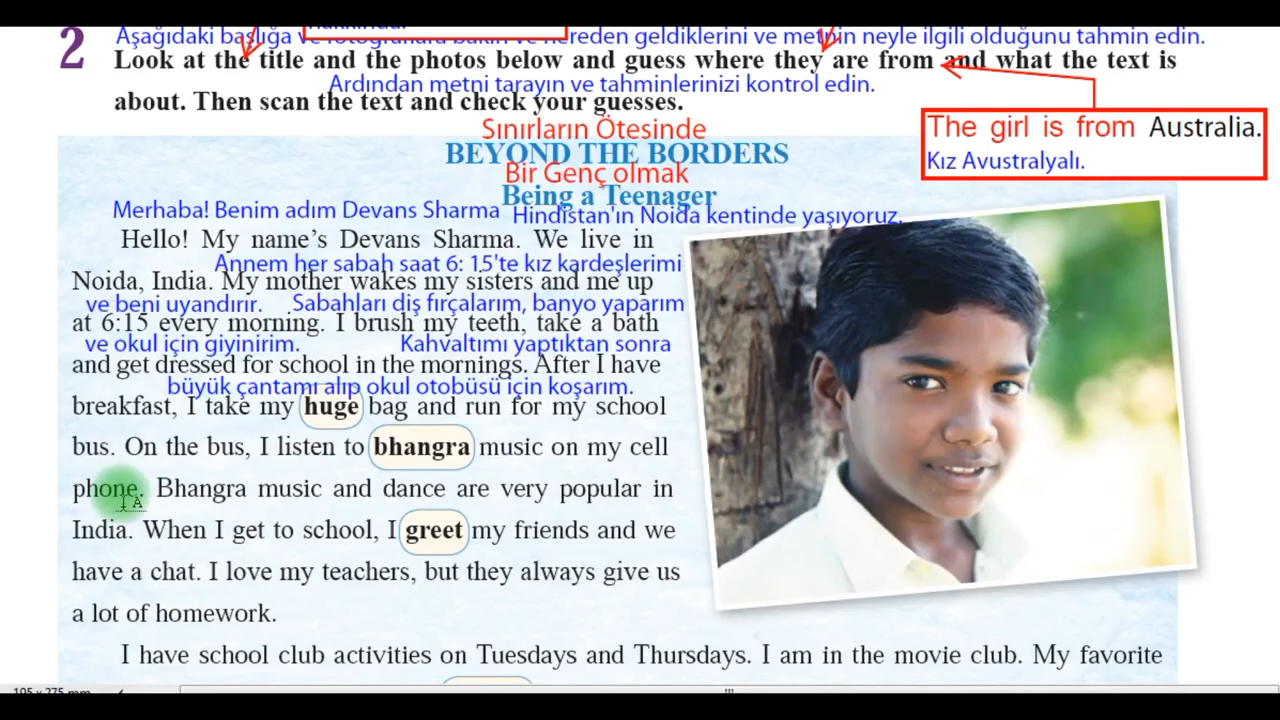 Aşağıdaki başlığa ve fotoğraflara bakın ve nereden geldiklerini ve metnin neyle ilgili olduğunu tahmin edin.
2
Look at the title and the photos below and guess where they are from and what the text is
Ardından metni tarayın ve tahminlerinizi kontrol edin.
about. Then scan the text and check your guesses.
The girl is from Australia.
Kız Avustralyalı.
Sınırların Ötesinde
BEYOND THE BORDERS
Bir Genç olmak
Being a Teenager
Merhaba! Benim adım Devans Sharma Hindistan'ın Noida kentinde yaşıyoruz.
Hello! My name's Devans Sharma. We live in
Annem her sabah saat 6: 15'te kız kardeşlerimi
Noida, India. My mother wakes my sisters and me up
ve beni uyandırır. Sabahları diş fırçalarım, banyo yaparım
at 6:15 every morning. I brush my teeth, take a bath
ve okul için giyinirim. Kahvaltımı yaptıktan sonra
and get dressed for school in the mornings. After I have
büyük çantamı alıp okul otobüsü için koşarım.
breakfast, I take my huge bag and run for my school
bus. On the bus, I listen to bhangra music on my cell
phone. Bhangra music and dance are very popular in
India. When I get to school, I greet my friends and we
have a chat. I love my teachers, but they always give us
a lot of homework.
I have school club activities on Tuesdays and Thursdays. I am in the movie club. My favorite
195 x 275 mm